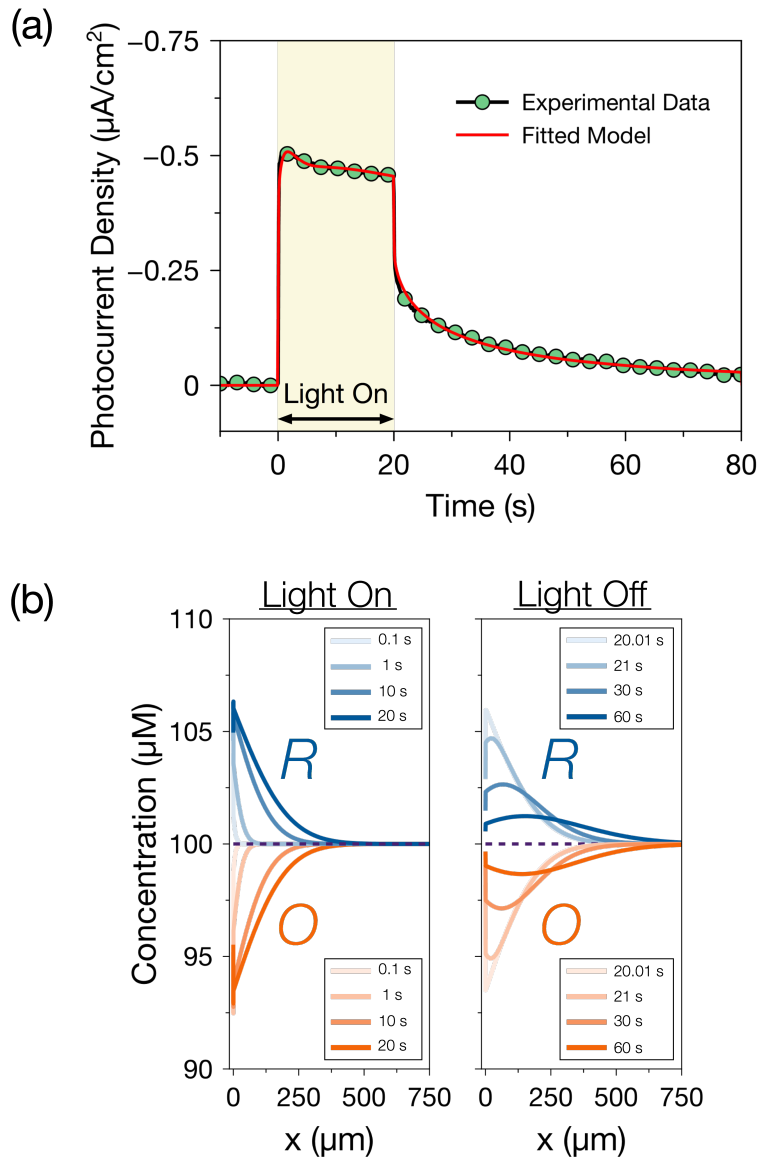 (a)
−0.75
−0.5
−0.25
0
Photocurrent Density (µA/cm²)
Experimental Data
Fitted Model
Light On
0 20 40 60 80
Time (s)
(b)
Light On Light Off
110
105
100
95
90
Concentration (µM)
0.1 s
1 s
10 s
20 s
R
O
0.1 s
1 s
10 s
20 s
20.01 s
21 s
30 s
60 s
R
O
20.01 s
21 s
30 s
60 s
0 250 500 750 0 250 500 750
x (µm) x (µm)